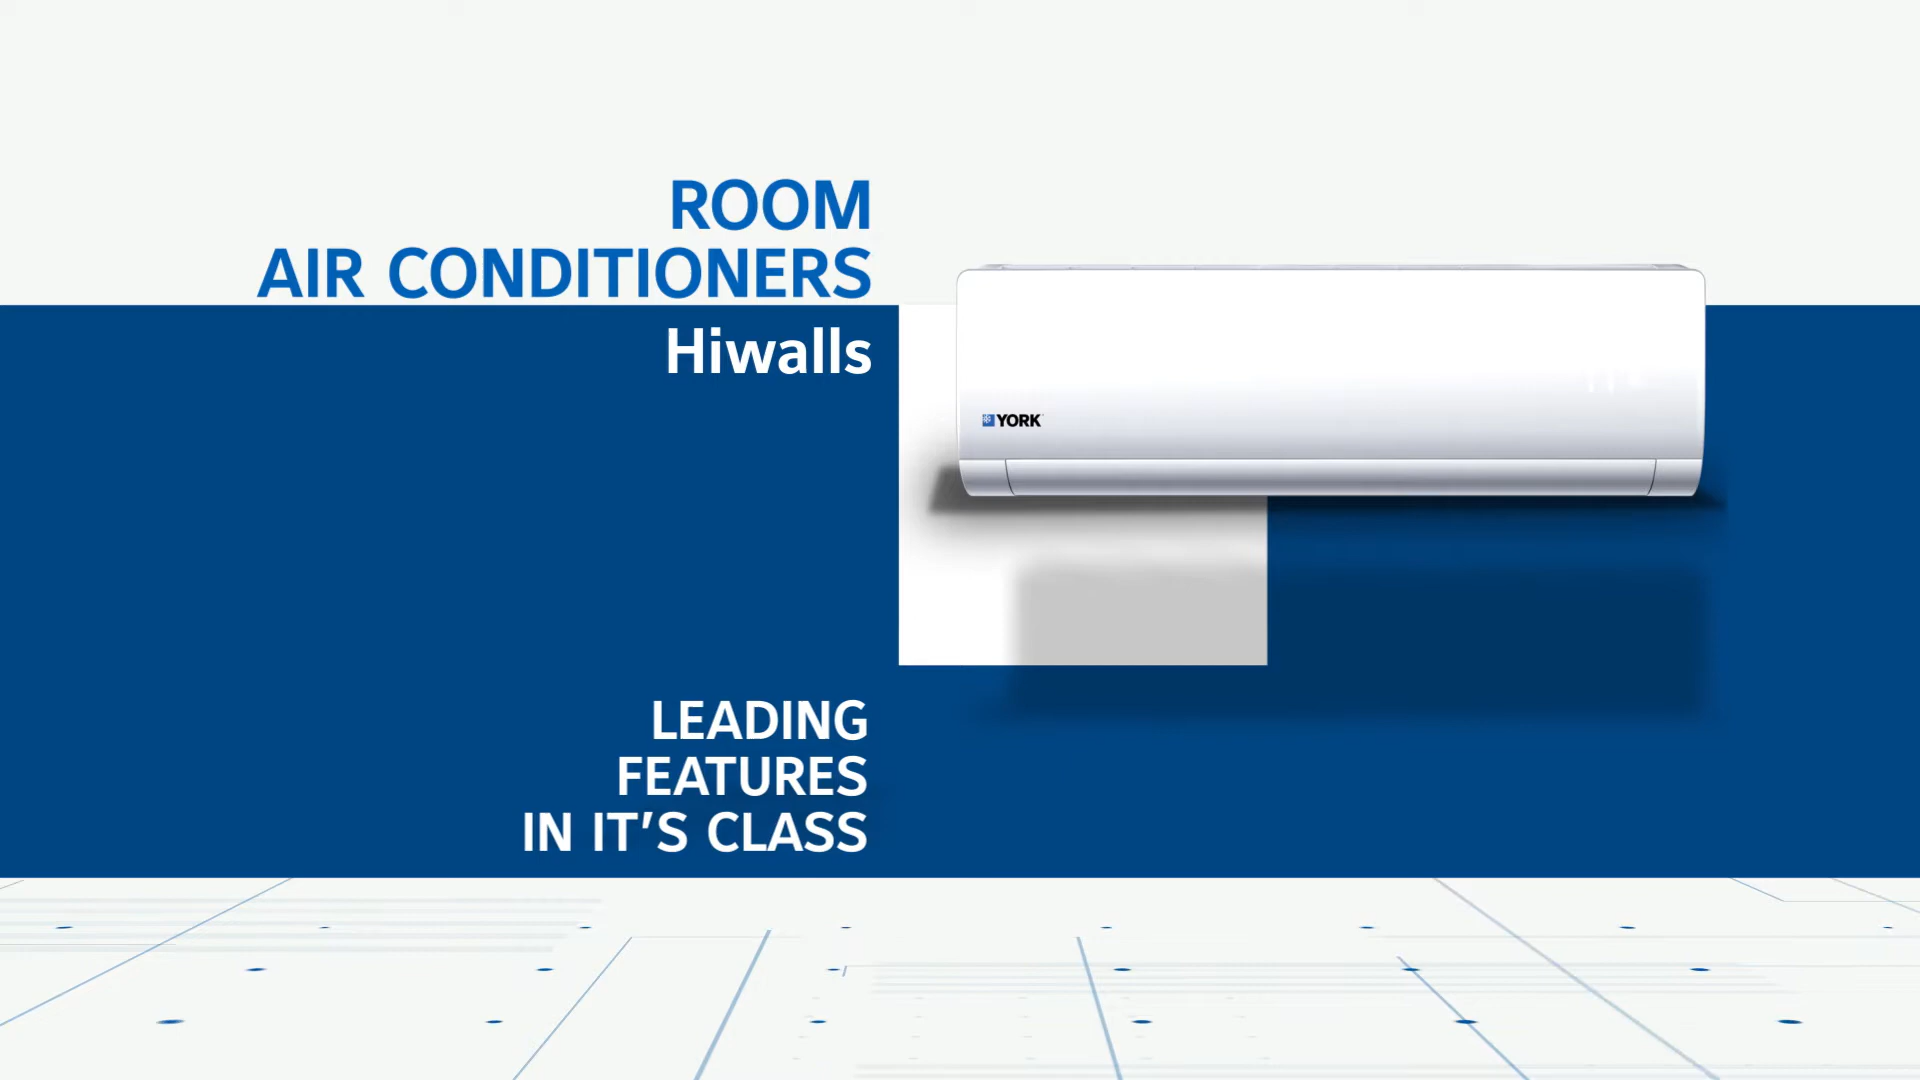 ROOM
AIR CONDITIONERS
Hiwalls
YORK
LEADING
FEATURES
IN IT'S CLASS